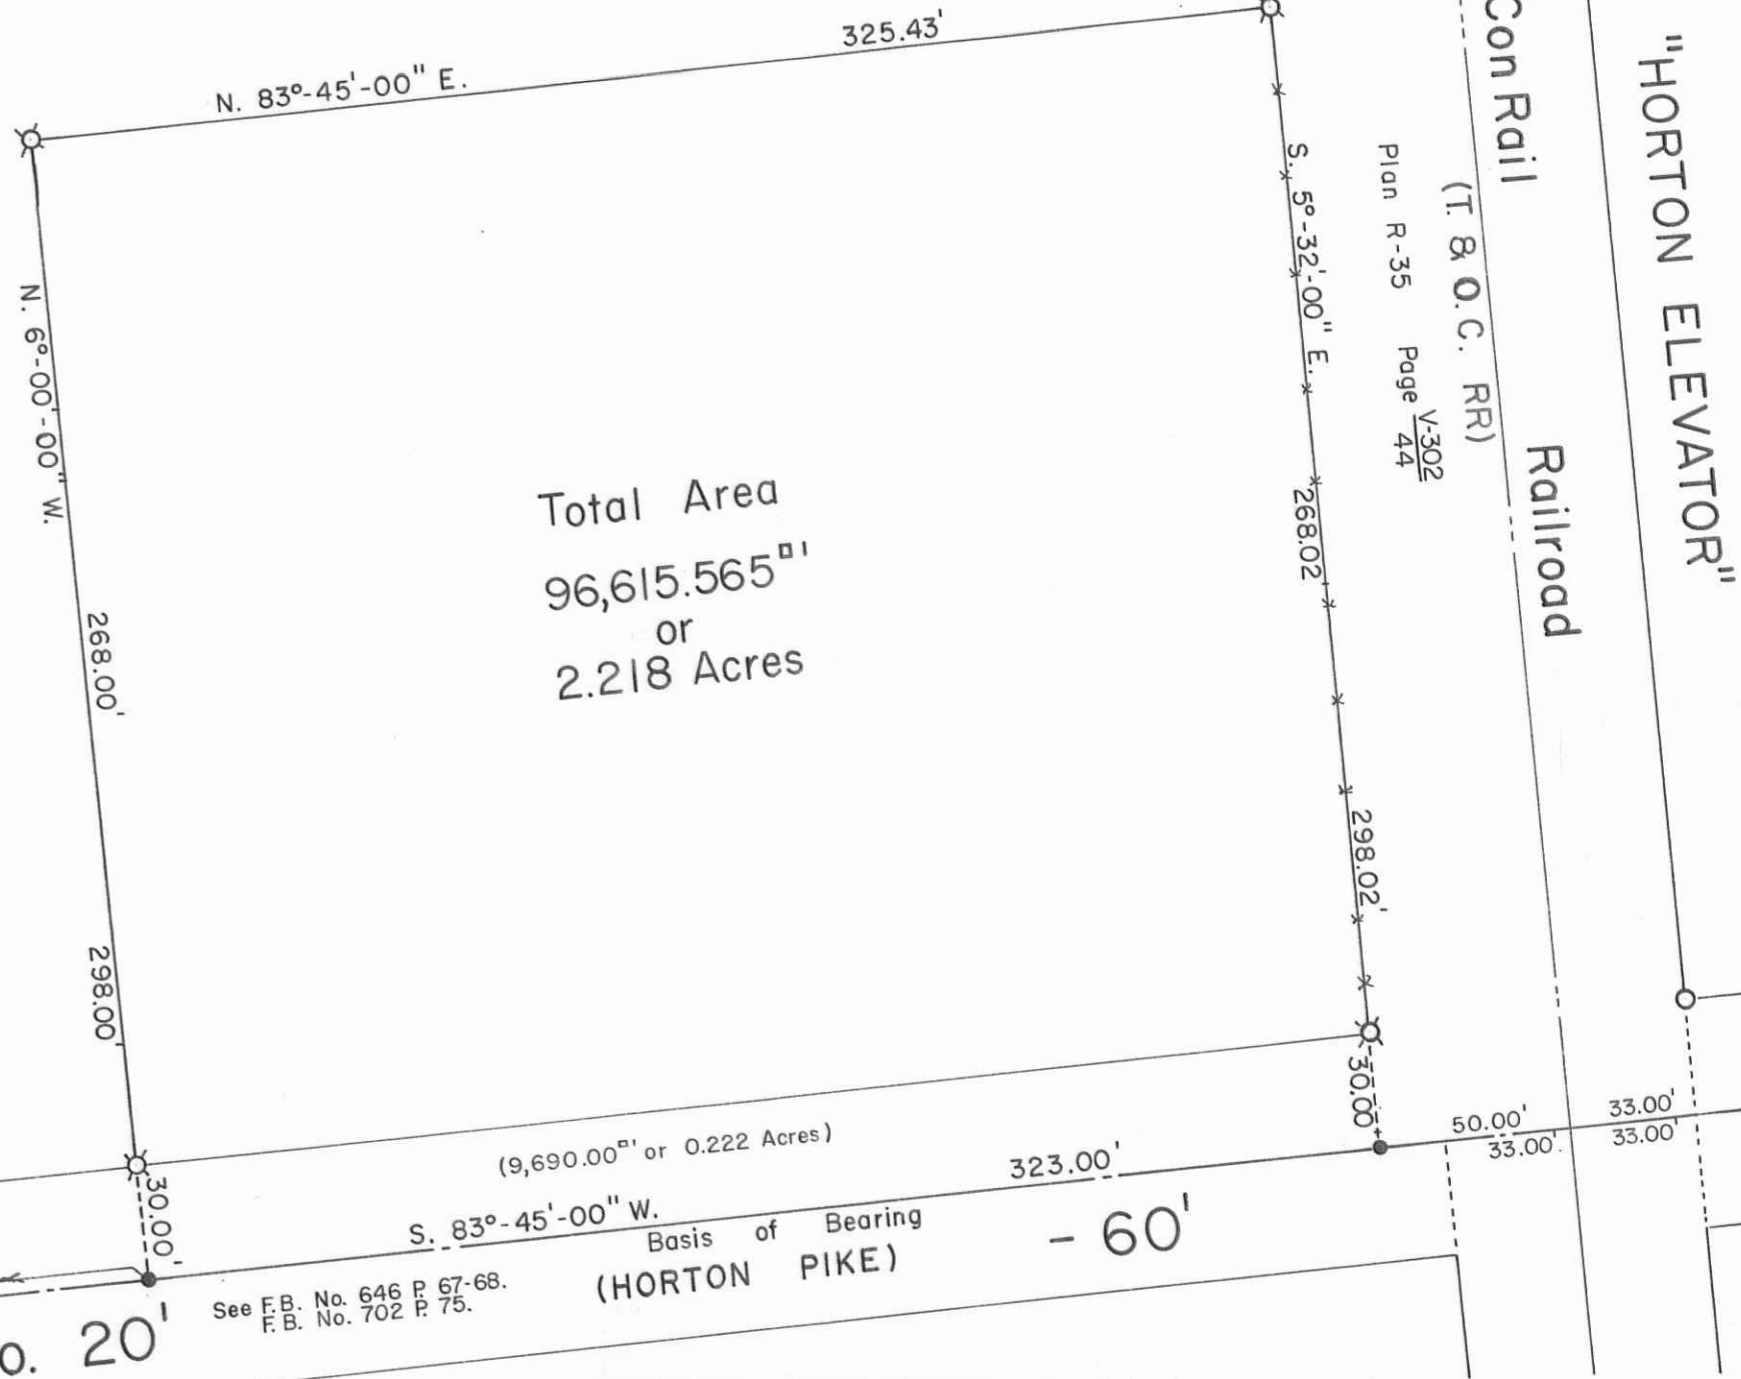 325.43'
N. 83°-45'-00" E.
Con Rail
"HORTON ELEVATOR"
S. 5°-32'-00" E.
Plan R-35 Page V-302
44
(T. & O.C. RR)
N. 6°-00'-00" W.
Railroad
Total Area
96,615.565□'
or
2.218 Acres
268.02'
268.00'
298.02'
298.00'
30.00'
50.00'
33.00'
33.00'
33.00'
(9,690.00□' or 0.222 Acres)
323.00'
30.00'
S. 83°-45'-00" W.
Basis of Bearing
(HORTON PIKE)
- 60'
See F.B. No. 646 P. 67-68.
F.B. No. 702 P. 75.
O. 20'